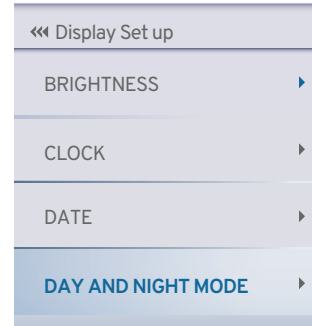 Display Set up
BRIGHTNESS
CLOCK
DATE
DAY AND NIGHT MODE